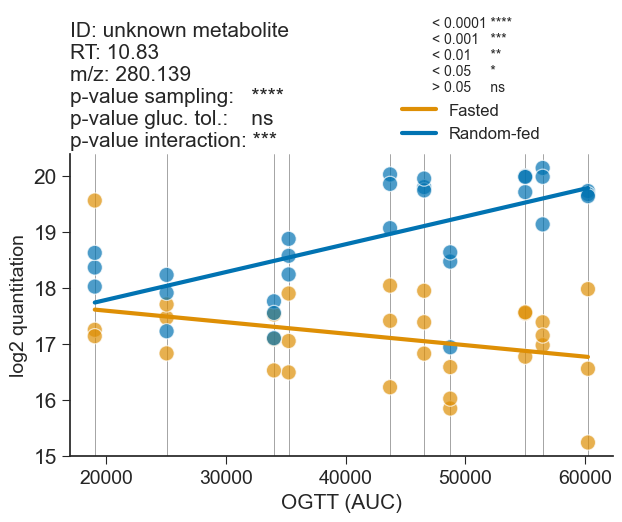 ID: unknown metabolite
RT: 10.83
m/z: 280.139
p-value sampling: ****
p-value gluc. tol.: ns
p-value interaction: ***
< 0.0001 ****
< 0.001 ***
< 0.01 **
< 0.05 *
> 0.05 ns
Fasted
Random-fed
log2 quantitation
20
19
18
17
16
15
20000 30000 40000 50000 60000
OGTT (AUC)